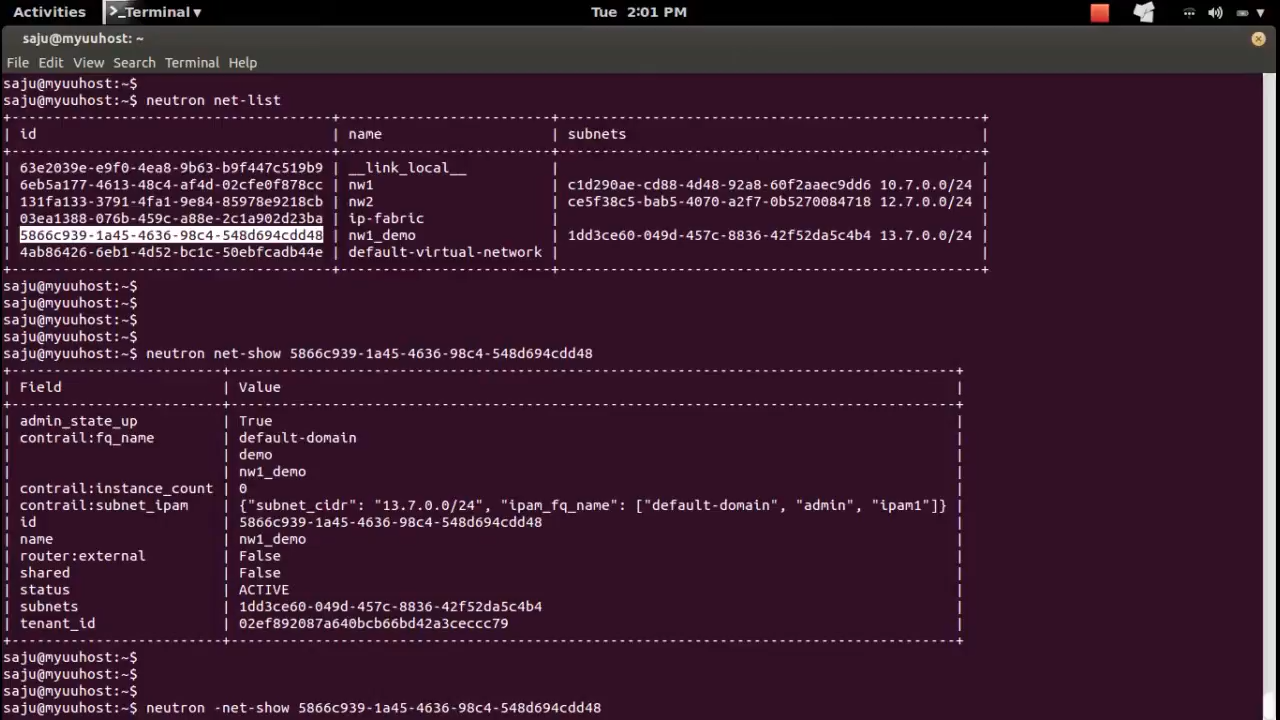 Activities >_Terminal ▾ Tue 2:01 PM
saju@myuuhost: ~
File Edit View Search Terminal Help
saju@myuuhost:~$
saju@myuuhost:~$ neutron net-list
+--------------------------------------+--------------------------+---------------------------------------------------+
| id | name | subnets |
+--------------------------------------+--------------------------+---------------------------------------------------+
| 63e2039e-e9f0-4ea8-9b63-b9f447c519b9 | __link_local__ | |
| 6eb5a177-4613-48c4-af4d-02cfe0f878cc | nw1 | c1d290ae-cd88-4d48-92a8-60f2aaec9dd6 10.7.0.0/24 |
| 131fa133-3791-4fa1-9e84-85978e9218cb | nw2 | ce5f38c5-bab5-4070-a2f7-0b5270084718 12.7.0.0/24 |
| 03ea1388-076b-459c-a88e-2c1a902d23ba | ip-fabric | |
| 5866c939-1a45-4636-98c4-548d694cdd48 | nw1_demo | 1dd3ce60-049d-457c-8836-42f52da5c4b4 13.7.0.0/24 |
| 4ab86426-6eb1-4d52-bc1c-50ebfcadb44e | default-virtual-network | |
+--------------------------------------+--------------------------+---------------------------------------------------+
saju@myuuhost:~$
saju@myuuhost:~$
saju@myuuhost:~$
saju@myuuhost:~$
saju@myuuhost:~$ neutron net-show 5866c939-1a45-4636-98c4-548d694cdd48
+--------------------------+---------------------------------------------------------------------------------------+
| Field | Value |
+--------------------------+---------------------------------------------------------------------------------------+
| admin_state_up | True |
| contrail:fq_name | default-domain |
| | demo |
| | nw1_demo |
| contrail:instance_count | 0 |
| contrail:subnet_ipam | {"subnet_cidr": "13.7.0.0/24", "ipam_fq_name": ["default-domain", "admin", "ipam1"]} |
| id | 5866c939-1a45-4636-98c4-548d694cdd48 |
| name | nw1_demo |
| router:external | False |
| shared | False |
| status | ACTIVE |
| subnets | 1dd3ce60-049d-457c-8836-42f52da5c4b4 |
| tenant_id | 02ef892087a640bcb66bd42a3ceccc79 |
+--------------------------+---------------------------------------------------------------------------------------+
saju@myuuhost:~$
saju@myuuhost:~$
saju@myuuhost:~$
saju@myuuhost:~$ neutron -net-show 5866c939-1a45-4636-98c4-548d694cdd48